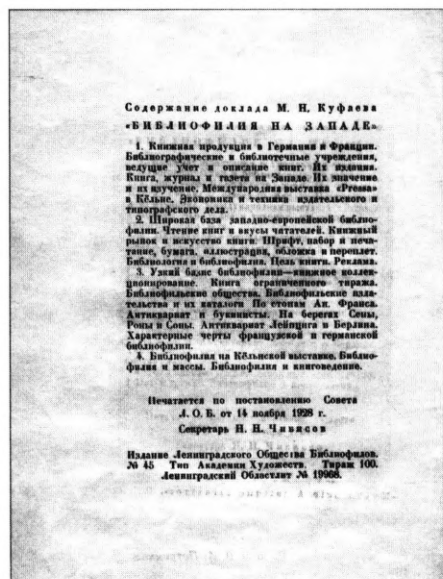 Содержание доклада М. Н. Куфаева
«БИБЛИОФИЛИЯ НА ЗАПАДЕ»
1. Книжная продукция в Германии и Франции.
Библиографические и библиотечные учреждения,
ведущие учет и описание книг. Их издания.
Книга, журнал и газета на Западе. Их значение
и их изучение. Международная выставка «Pressa»
в Кёльне. Экономика и техника издательского и
типографского дела.
2. Широкая база западно-европейской библио-
филии. Чтение книг и вкусы читателей. Книжный
рынок и искусство книги. Шрифт, набор и печа-
тание, бумага, иллюстрация, обложка и переплет.
Библиология и библиофилия. Цель книги. Реклама.
3. Узкий базис библиофилии—книжное коллек-
ционирование. Книга ограниченного тиража.
Библиофильские общества. Библиофильские изда-
тельства и их каталоги. По стопам Ан. Франса.
Антиквариат и букинисты. На берегах Сены,
Роны и Соны. Антиквариат Лейпцига и Берлина.
Характерные черты французской и германской
библиофилии.
4. Библиофилия на Кёльнской выставке. Библио-
филия и массы. Библиофилия и книговедение.
Печатается по постановлению Совета
Л. О. Б. от 14 ноября 1928 г.
Секретарь Н. Н. Чибисов
Издание Ленинградского Общества Библиофилов.
№ 45 Тип Академии Художеств. Тираж 100.
Ленинградский Областлит № 19968.